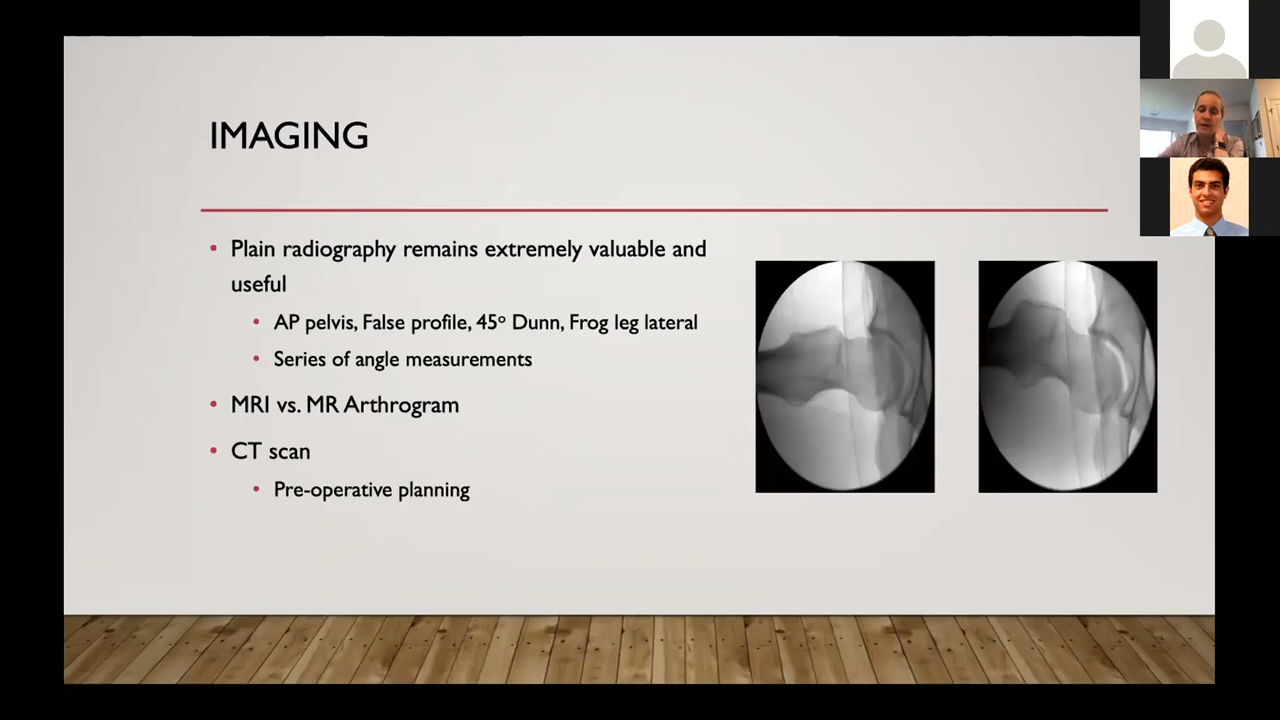 IMAGING
• Plain radiography remains extremely valuable and
useful
• AP pelvis, False profile, 45º Dunn, Frog leg lateral
• Series of angle measurements
• MRI vs. MR Arthrogram
• CT scan
• Pre-operative planning